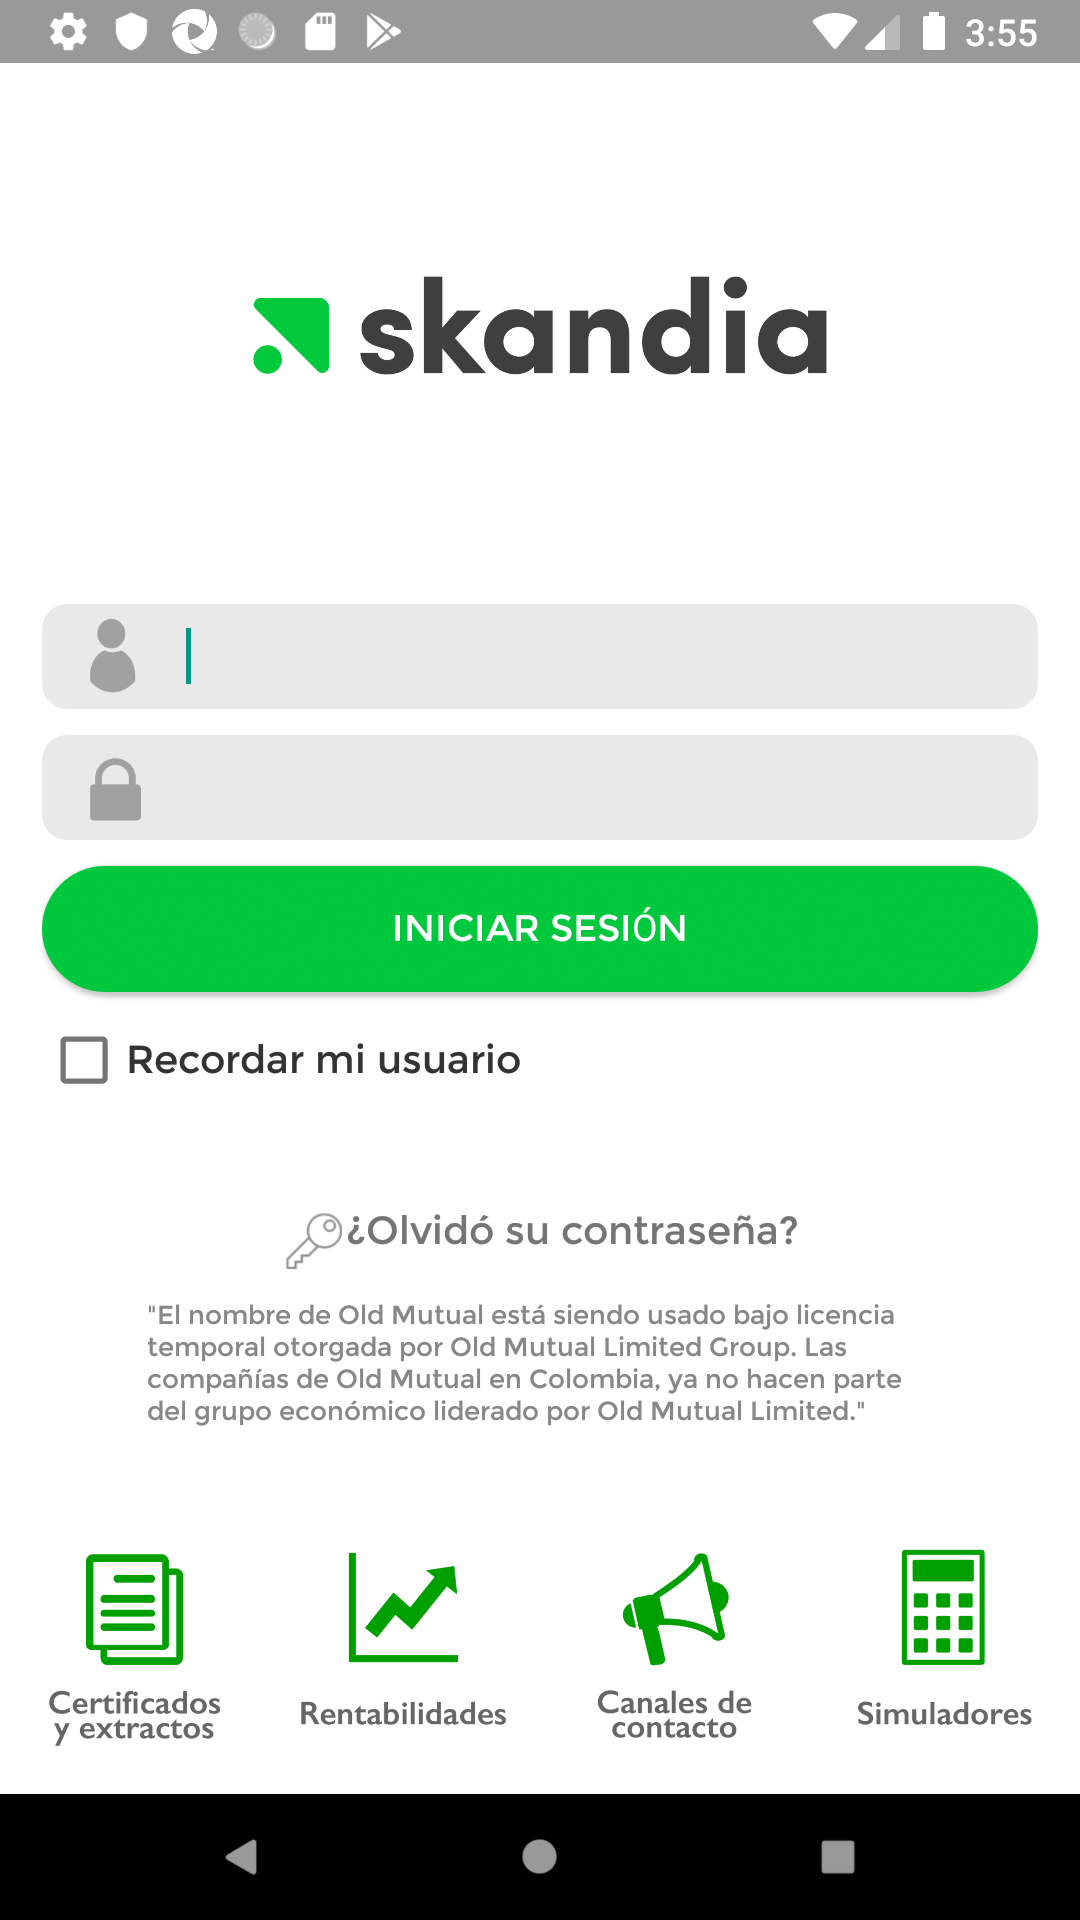 3:55
skandia
INICIAR SESIÓN
Recordar mi usuario
¿Olvidó su contraseña?
"El nombre de Old Mutual está siendo usado bajo licencia
temporal otorgada por Old Mutual Limited Group. Las
compañías de Old Mutual en Colombia, ya no hacen parte
del grupo económico liderado por Old Mutual Limited."
Certificados
y extractos
Rentabilidades
Canales de
contacto
Simuladores